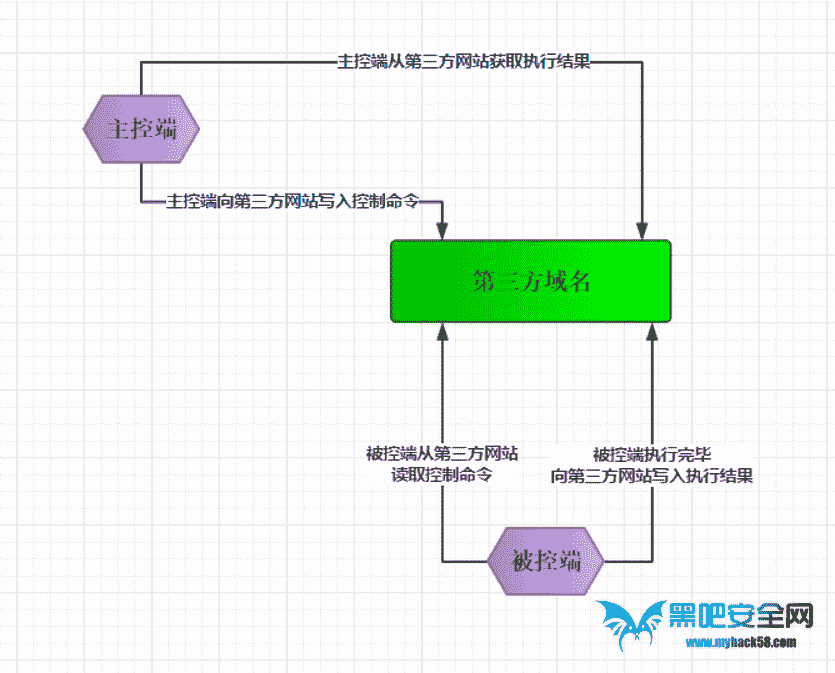 主控端从第三方网站获取执行结果
主控端
主控端向第三方网站写入控制命令
第三方域名
被控端从第三方网站
读取控制命令
被控端执行完毕
向第三方网站写入执行结果
被控端
黑吧安全网
www.myhack58.com